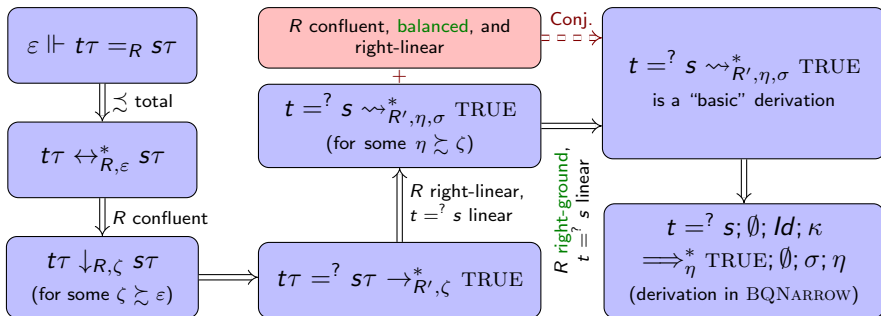 ε ⊩ tτ =_R sτ
≾ total
tτ ↔*_{R,ε} sτ
R confluent
tτ ↓_{R,ζ} sτ
(for some ζ ≿ ε)
tτ =? sτ →*_{R′,ζ} TRUE
R right-linear,
t =? s linear
t =? s ⇝*_{R′,η,σ} TRUE
(for some η ≿ ζ)
+
R confluent, balanced, and
right-linear
Conj.
R right-ground,
t =? s linear
t =? s ⇝*_{R′,η,σ} TRUE
is a “basic” derivation
t =? s; ∅; Id; κ
⟹*_η TRUE; ∅; σ; η
(derivation in BQNARROW)